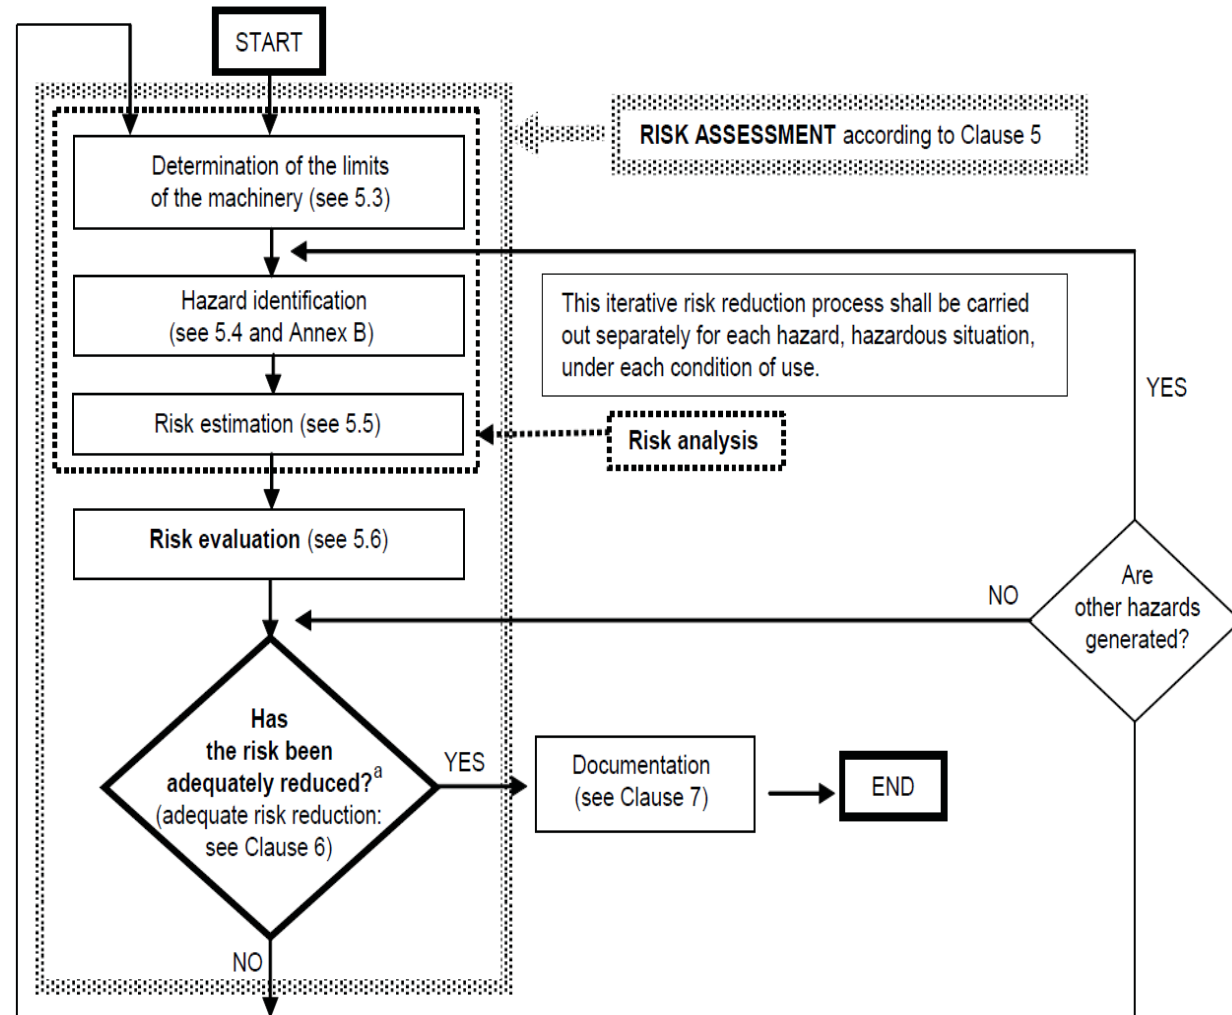 START
RISK ASSESSMENT according to Clause 5
Determination of the limits
of the machinery (see 5.3)
Hazard identification
(see 5.4 and Annex B)
This iterative risk reduction process shall be carried
out separately for each hazard, hazardous situation,
under each condition of use.
YES
Risk estimation (see 5.5)
Risk analysis
Risk evaluation (see 5.6)
NO
Are
other hazards
generated?
Has
the risk been
adequately reduced?a
(adequate risk reduction:
see Clause 6)
YES
Documentation
(see Clause 7)
END
NO